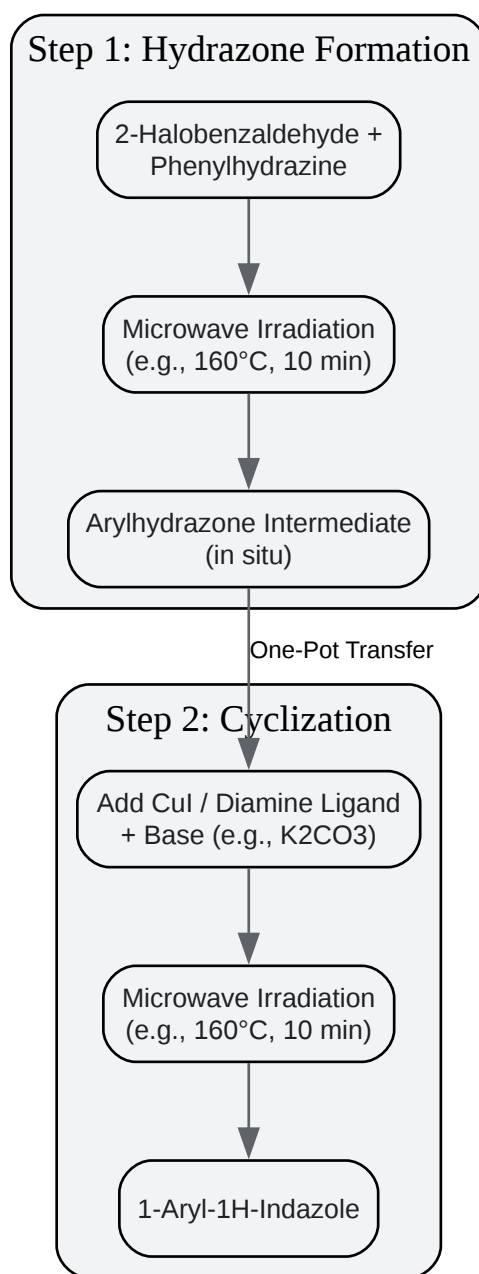 Step 1: Hydrazone Formation
2-Halobenzaldehyde +
Phenylhydrazine
Microwave Irradiation
(e.g., 160°C, 10 min)
Arylhydrazone Intermediate
(in situ)
One-Pot Transfer
Step 2: Cyclization
Add CuI / Diamine Ligand
+ Base (e.g., K2CO3)
Microwave Irradiation
(e.g., 160°C, 10 min)
1-Aryl-1H-Indazole